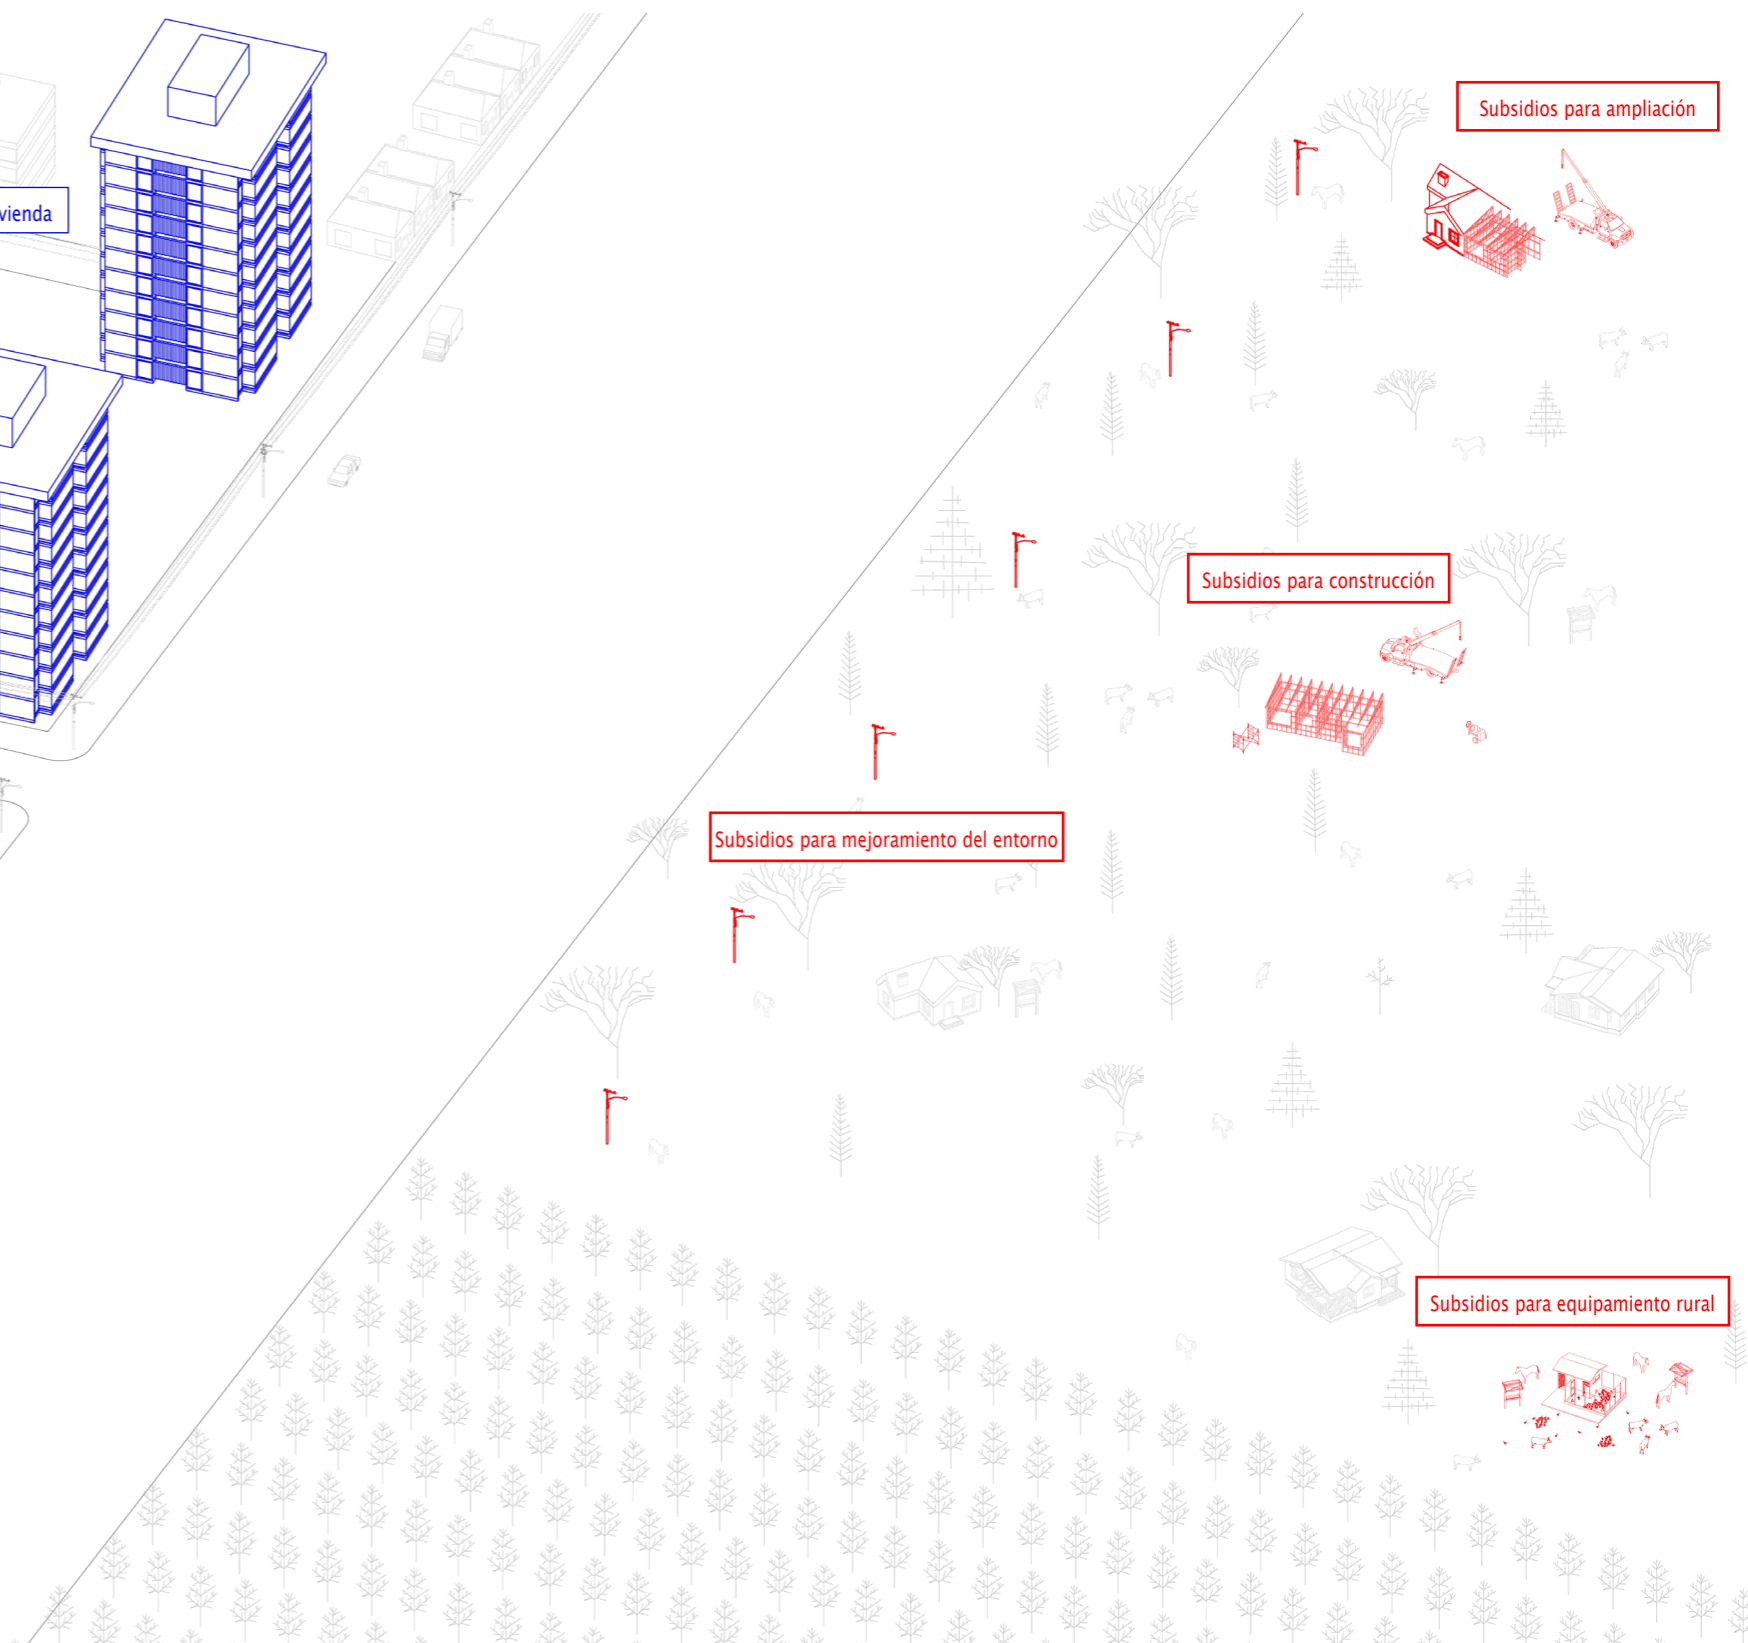 Subsidios para ampliación
vienda
Subsidios para construcción
Subsidios para mejoramiento del entorno
Subsidios para equipamiento rural